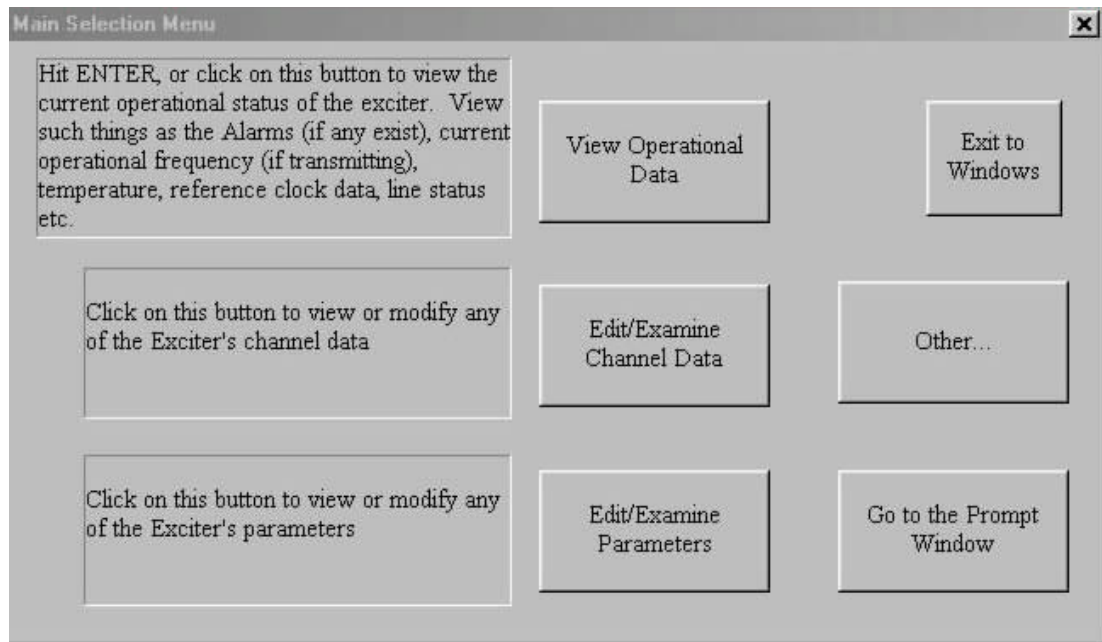 Main Selection Menu
Hit ENTER, or click on this button to view the
current operational status of the exciter.  View
such things as the Alarms (if any exist), current
operational frequency (if transmitting),
temperature, reference clock data, line status
etc.
View Operational
Data
Exit to
Windows
Click on this button to view or modify any
of the Exciter's channel data
Edit/Examine
Channel Data
Other...
Click on this button to view or modify any
of the Exciter's parameters
Edit/Examine
Parameters
Go to the Prompt
Window